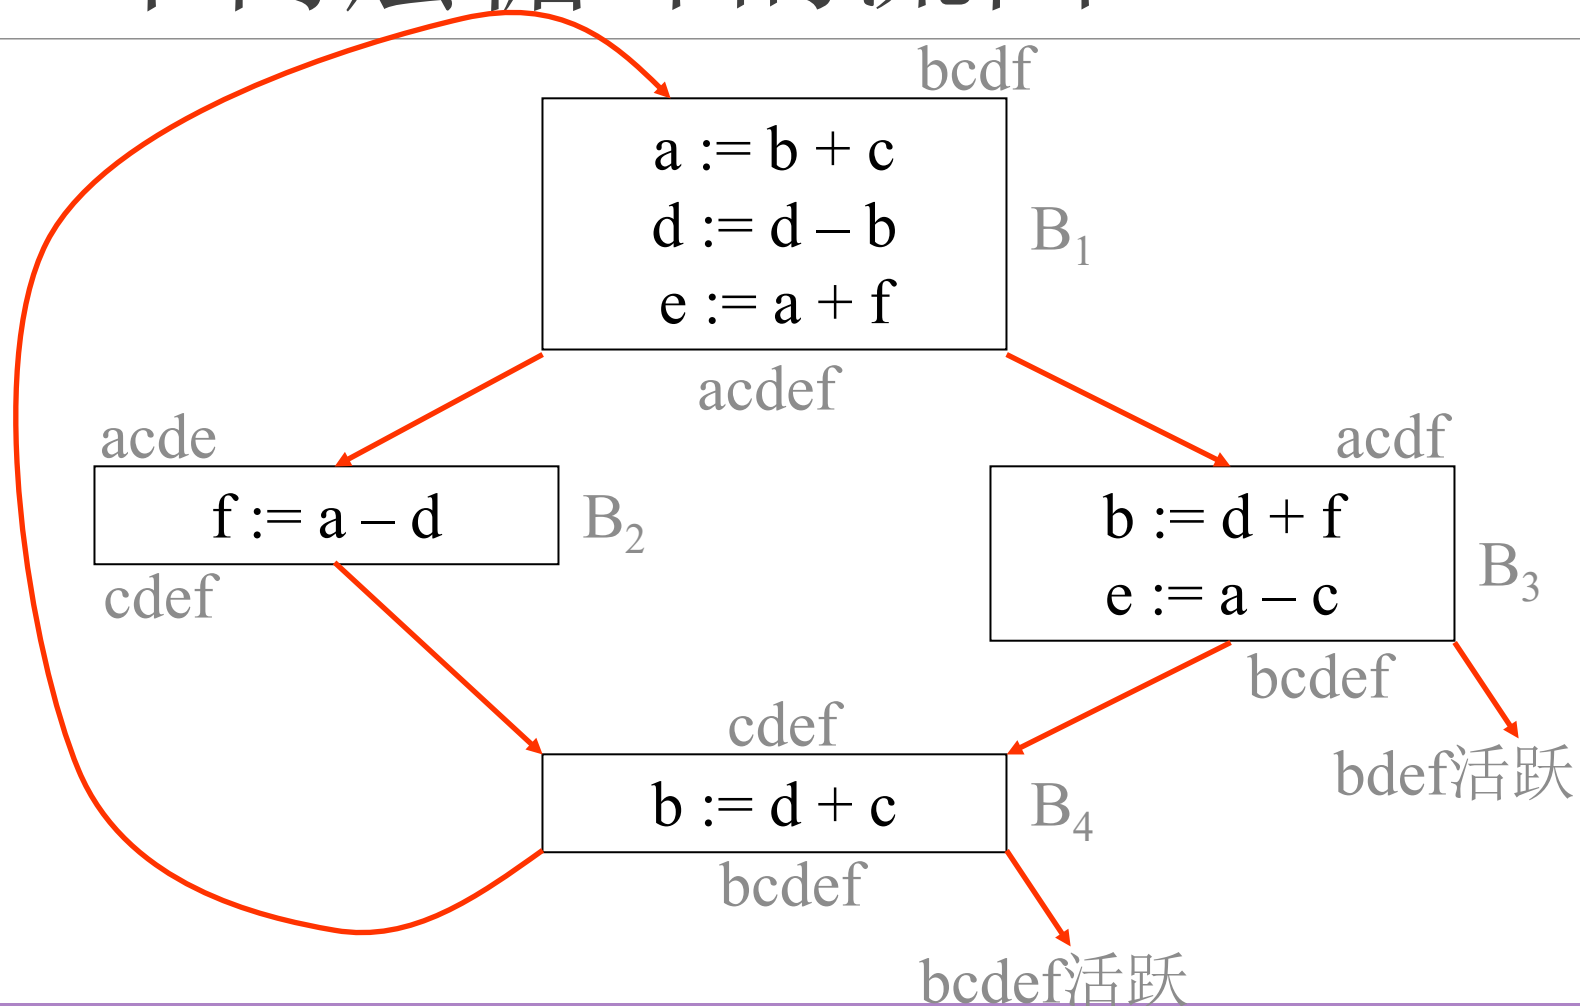 bcdf
a := b + c
d := d – b
e := a + f
B1
acdef
acde
f := a – d
B2
cdef
acdf
b := d + f
e := a – c
B3
bcdef
bdef活跃
cdef
b := d + c
B4
bcdef
bcdef活跃